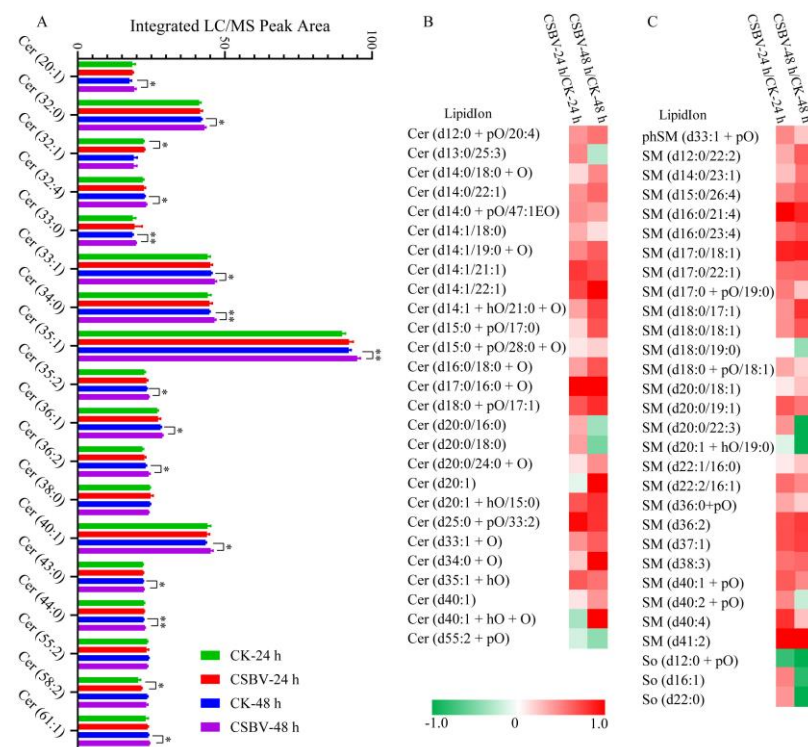 A
Integrated LC/MS Peak Area
0
50
100
Cer (20:1)
Cer (32:0)
Cer (32:1)
Cer (32:4)
Cer (33:0)
Cer (33:1)
Cer (34:0)
Cer (35:1)
Cer (35:2)
Cer (36:1)
Cer (36:2)
Cer (38:0)
Cer (40:1)
Cer (43:0)
Cer (44:0)
Cer (55:2)
Cer (58:2)
Cer (61:1)
*
*
*
*
**
*
**
**
*
*
*
*
*
**
*
*
CK-24 h
CSBV-24 h
CK-48 h
CSBV-48 h
B
CSBV-24 h/CK-24 h
CSBV-48 h/CK-48 h
LipidIon
Cer (d12:0 + pO/20:4)
Cer (d13:0/25:3)
Cer (d14:0/18:0 + O)
Cer (d14:0/22:1)
Cer (d14:0 + pO/47:1EO)
Cer (d14:1/18:0)
Cer (d14:1/19:0 + O)
Cer (d14:1/21:1)
Cer (d14:1/22:1)
Cer (d14:1 + hO/21:0 + O)
Cer (d15:0 + pO/17:0)
Cer (d15:0 + pO/28:0 + O)
Cer (d16:0/18:0 + O)
Cer (d17:0/16:0 + O)
Cer (d18:0 + pO/17:1)
Cer (d20:0/16:0)
Cer (d20:0/18:0)
Cer (d20:0/24:0 + O)
Cer (d20:1)
Cer (d20:1 + hO/15:0)
Cer (d25:0 + pO/33:2)
Cer (d33:1 + O)
Cer (d34:0 + O)
Cer (d35:1 + hO)
Cer (d40:1)
Cer (d40:1 + hO + O)
Cer (d55:2 + pO)
-1.0 0 1.0
C
CSBV-24 h/CK-24 h
CSBV-48 h/CK-48 h
LipidIon
phSM (d33:1 + pO)
SM (d12:0/22:2)
SM (d14:0/23:1)
SM (d15:0/26:4)
SM (d16:0/21:4)
SM (d16:0/23:4)
SM (d17:0/18:1)
SM (d17:0/22:1)
SM (d17:0 + pO/19:0)
SM (d18:0/17:1)
SM (d18:0/18:1)
SM (d18:0/19:0)
SM (d18:0 + pO/18:1)
SM (d20:0/18:1)
SM (d20:0/19:1)
SM (d20:0/22:3)
SM (d20:1 + hO/19:0)
SM (d22:1/16:0)
SM (d22:2/16:1)
SM (d36:0+pO)
SM (d36:2)
SM (d37:1)
SM (d38:3)
SM (d40:1 + pO)
SM (d40:2 + pO)
SM (d40:4)
SM (d41:2)
So (d12:0 + pO)
So (d16:1)
So (d22:0)